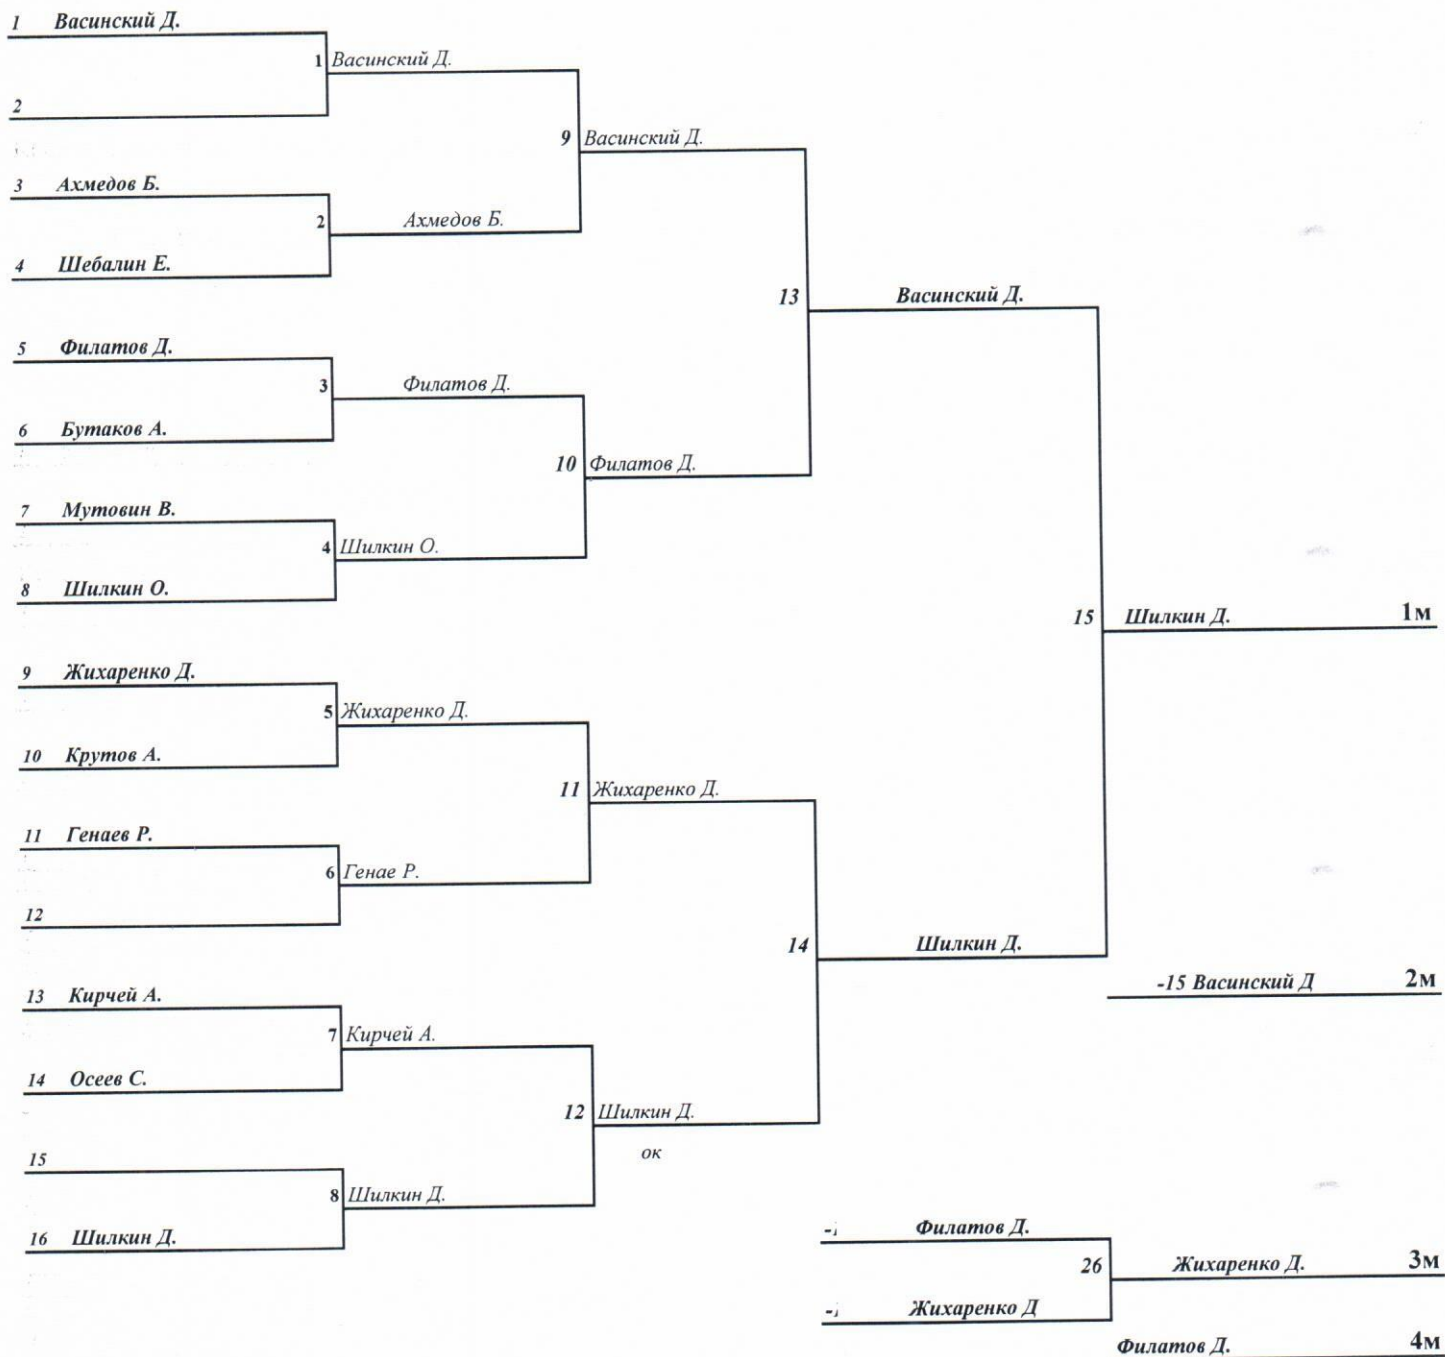 1 Васинский Д.
1 Васинский Д.
2
9 Васинский Д.
3 Ахмедов Б.
2 Ахмедов Б.
4 Шебалин Е.
13 Васинский Д.
5 Филатов Д.
3 Филатов Д.
6 Бутаков А.
10 Филатов Д.
7 Мутовин В.
4 Шилкин О.
8 Шилкин О.
15 Шилкин Д. 1м
9 Жихаренко Д.
5 Жихаренко Д.
10 Крутов А.
11 Жихаренко Д.
11 Генаев Р.
6 Генае Р.
12
14 Шилкин Д.
-15 Васинский Д 2м
13 Кирчей А.
7 Кирчей А.
14 Осеев С.
12 Шилкин Д.
ок
15
8 Шилкин Д.
16 Шилкин Д.
Филатов Д.
26 Жихаренко Д. 3м
Жихаренко Д
Филатов Д. 4м